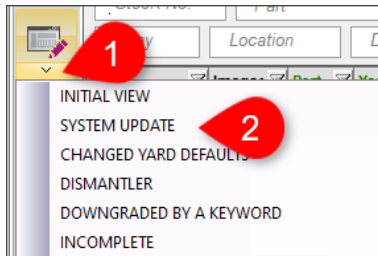 Stock No. Part
Location D
1
Image Part Ye
INITIAL VIEW
SYSTEM UPDATE 2
CHANGED YARD DEFAULTS
DISMANTLER
DOWNGRADED BY A KEYWORD
INCOMPLETE